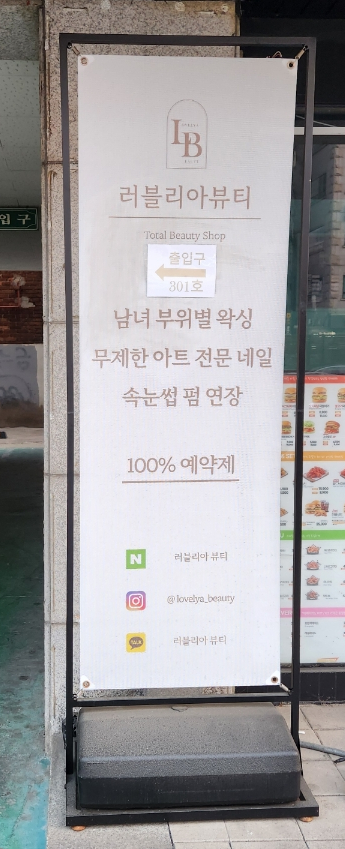 입구
LB
러블리아뷰티
Total Beauty Shop
출입구
301호
남녀 부위별 왁싱
무제한 아트 전문 네일
속눈썹 펌 연장
100% 예약제
N
러블리아 뷰티
@lovelya_beauty
러블리아 뷰티